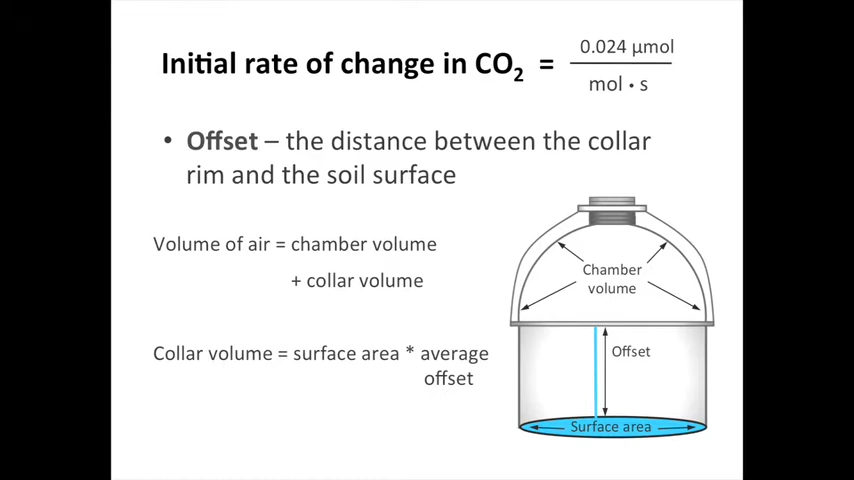 Initial rate of change in CO₂ = 0.024 μmol
mol • s
• Offset – the distance between the collar
rim and the soil surface
Volume of air = chamber volume
+ collar volume
Chamber
volume
Collar volume = surface area * average
offset
Offset
Surface area